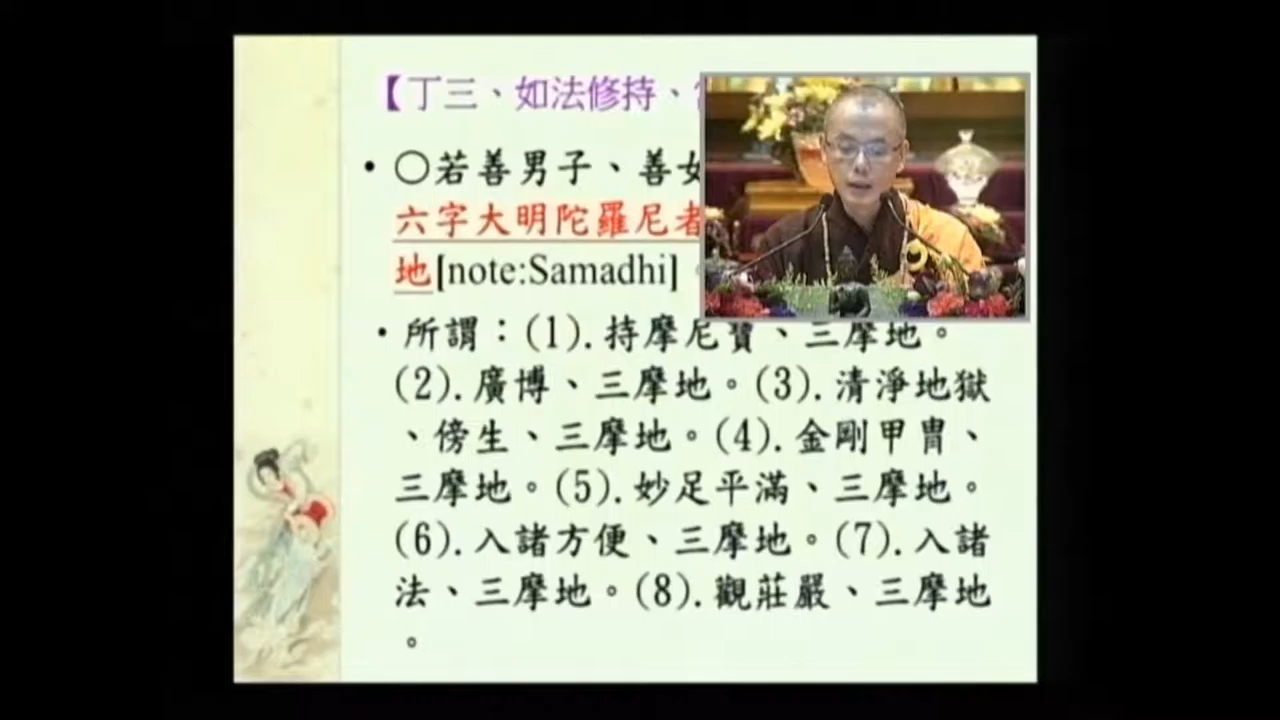 【丁三、如法修持、
• ○若善男子、善女
六字大明陀羅尼者
地[note:Samadhi]。
• 所謂：(1).持摩尼寶、三摩地。
(2).廣博、三摩地。(3).清淨地獄
、傍生、三摩地。(4).金剛甲冑、
三摩地。(5).妙足平滿、三摩地。
(6).入諸方便、三摩地。(7).入諸
法、三摩地。(8).觀莊嚴、三摩地
。